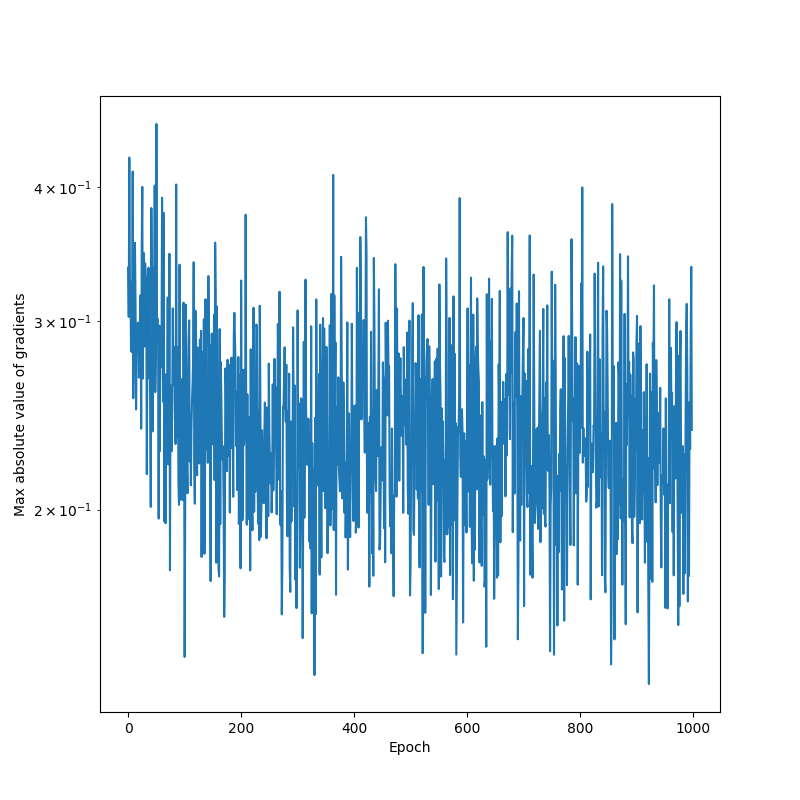 Max absolute value of gradients
4 × 10⁻¹
3 × 10⁻¹
2 × 10⁻¹
0 200 400 600 800 1000
Epoch